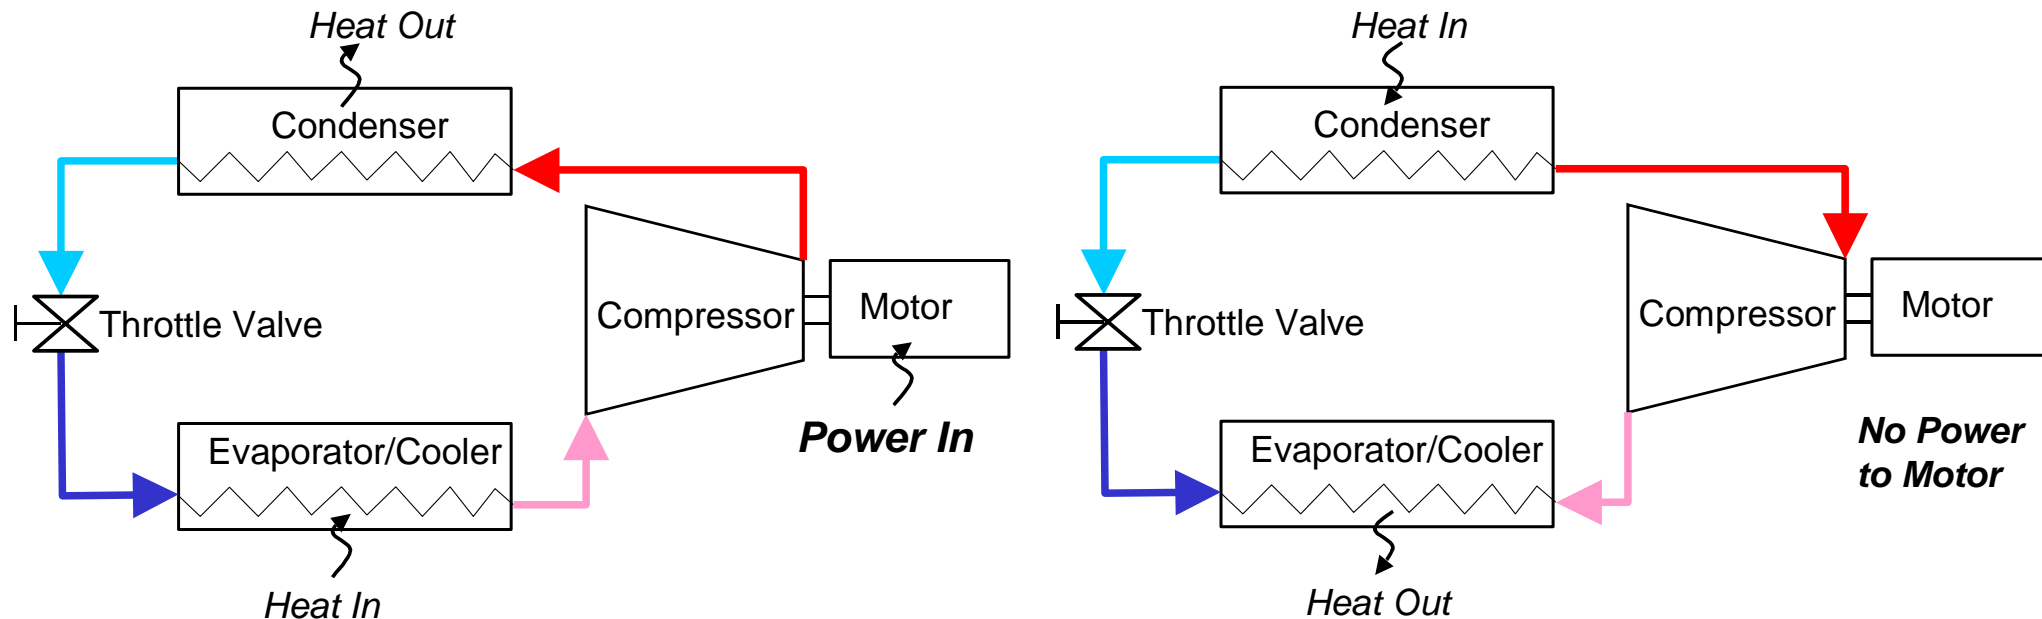 Heat Out
Condenser
Throttle Valve
Compressor
Motor
Power In
Evaporator/Cooler
Heat In
Heat In
Condenser
Throttle Valve
Compressor
Motor
No Power
to Motor
Evaporator/Cooler
Heat Out